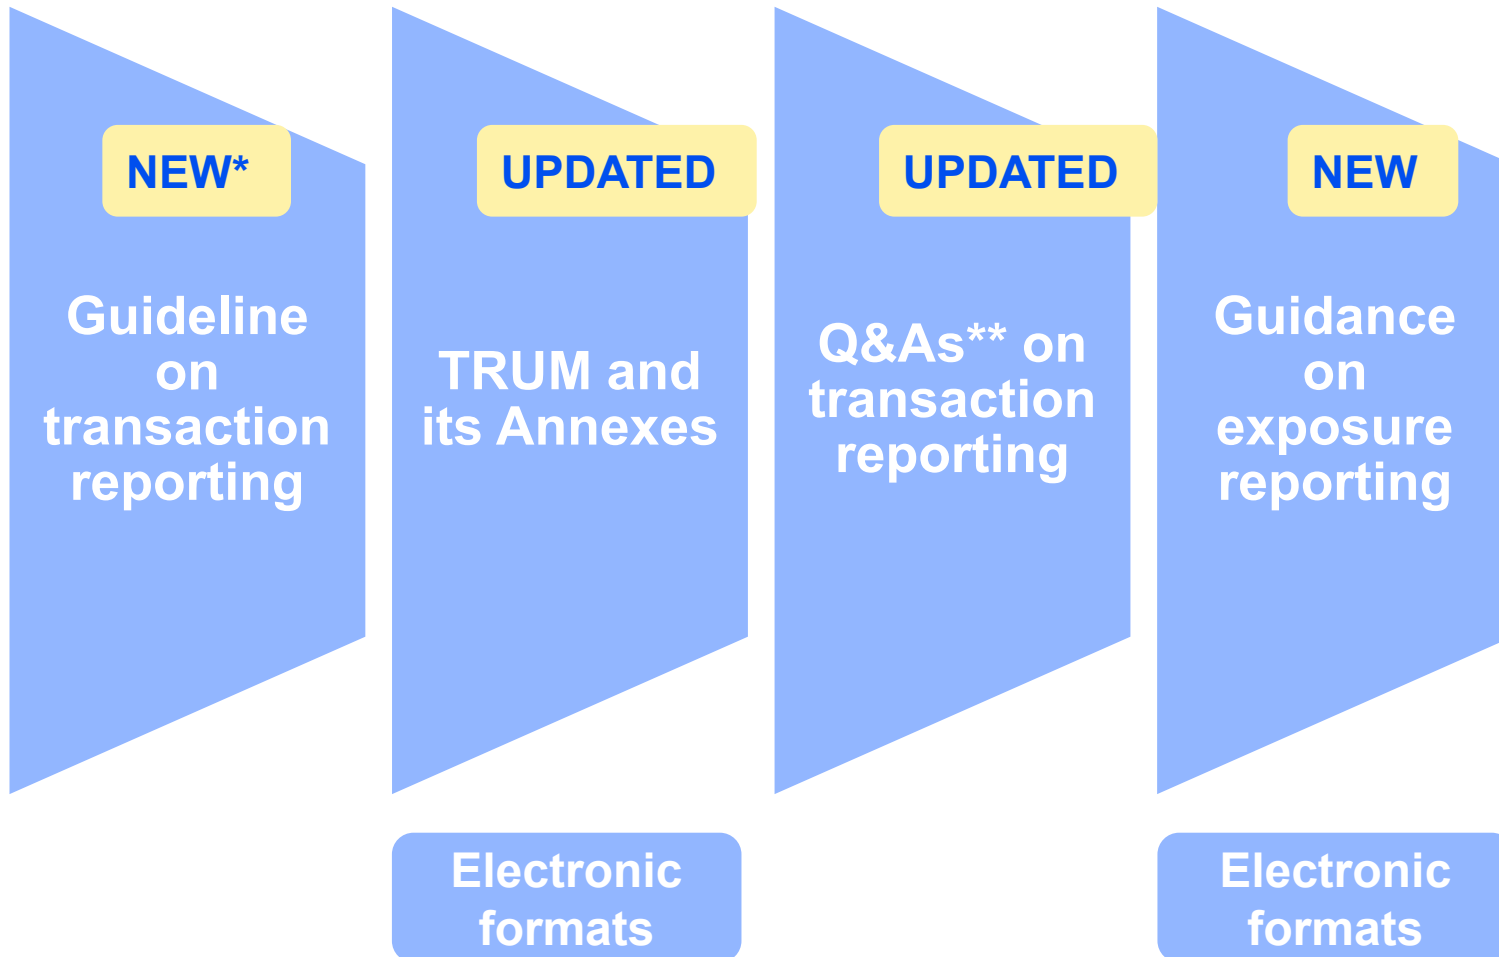 NEW*
Guideline
on
transaction
reporting
UPDATED
TRUM and
its Annexes
Electronic
formats
UPDATED
Q&As** on
transaction
reporting
NEW
Guidance
on
exposure
reporting
Electronic
formats